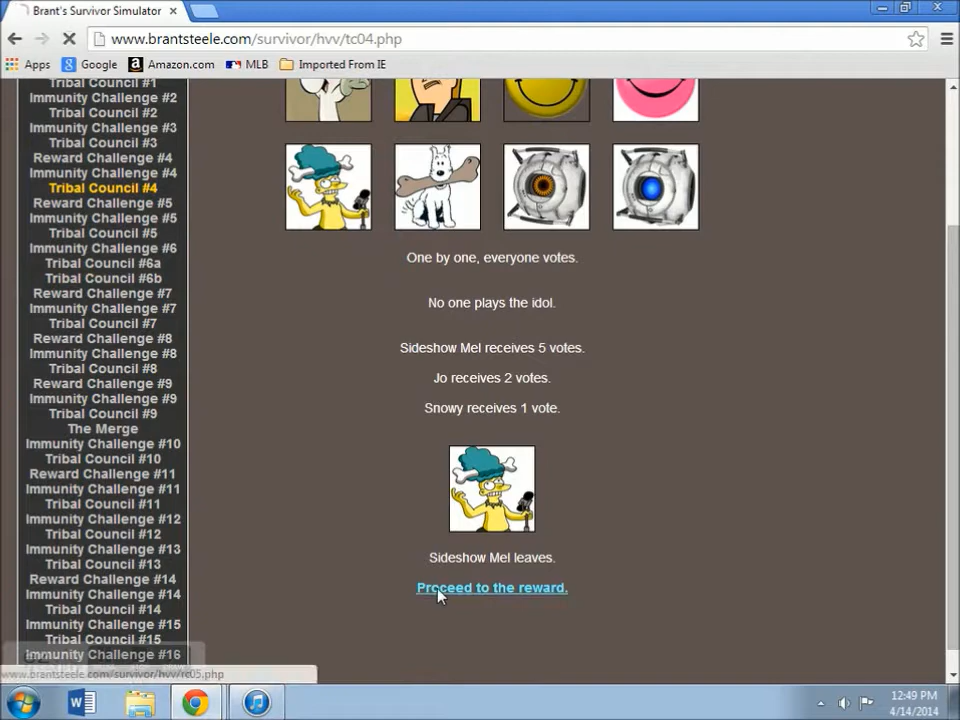 Brant's Survivor Simulator
www.brantsteele.com/survivor/hvv/tc04.php
Apps
Google
Amazon.com
MLB
Imported From IE
Tribal Council #1
Immunity Challenge #2
Tribal Council #2
Immunity Challenge #3
Tribal Council #3
Reward Challenge #4
Immunity Challenge #4
Tribal Council #4
Reward Challenge #5
Immunity Challenge #5
Tribal Council #5
Immunity Challenge #6
Tribal Council #6a
Tribal Council #6b
Reward Challenge #7
Immunity Challenge #7
Tribal Council #7
Reward Challenge #8
Immunity Challenge #8
Tribal Council #8
Reward Challenge #9
Immunity Challenge #9
Tribal Council #9
The Merge
Immunity Challenge #10
Tribal Council #10
Reward Challenge #11
Immunity Challenge #11
Tribal Council #11
Immunity Challenge #12
Tribal Council #12
Immunity Challenge #13
Tribal Council #13
Reward Challenge #14
Immunity Challenge #14
Tribal Council #14
Immunity Challenge #15
Tribal Council #15
Immunity Challenge #16
One by one, everyone votes.
No one plays the idol.
Sideshow Mel receives 5 votes.
Jo receives 2 votes.
Snowy receives 1 vote.
Sideshow Mel leaves.
Proceed to the reward.
www.brantsteele.com/survivor/hvv/rc05.php
12:49 PM
4/14/2014